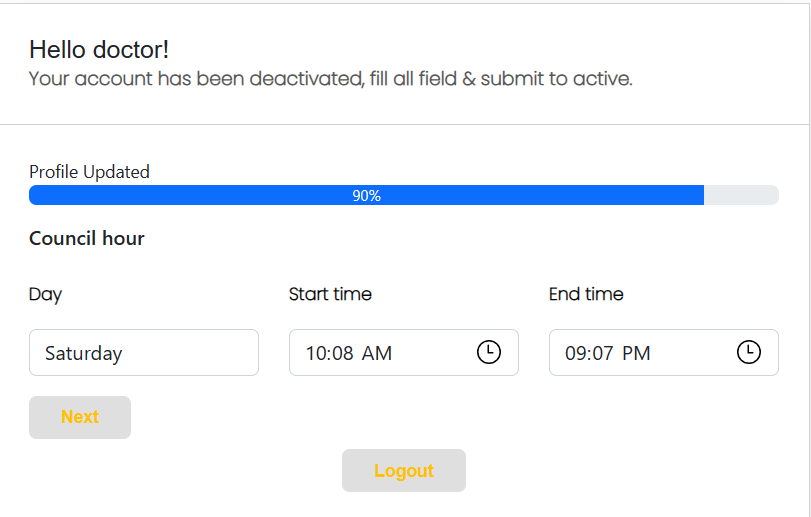 Hello doctor!
Your account has been deactivated, fill all field & submit to active.
Profile Updated
90%
Council hour
Day Start time End time
Saturday 10:08 AM 09:07 PM
Next
Logout